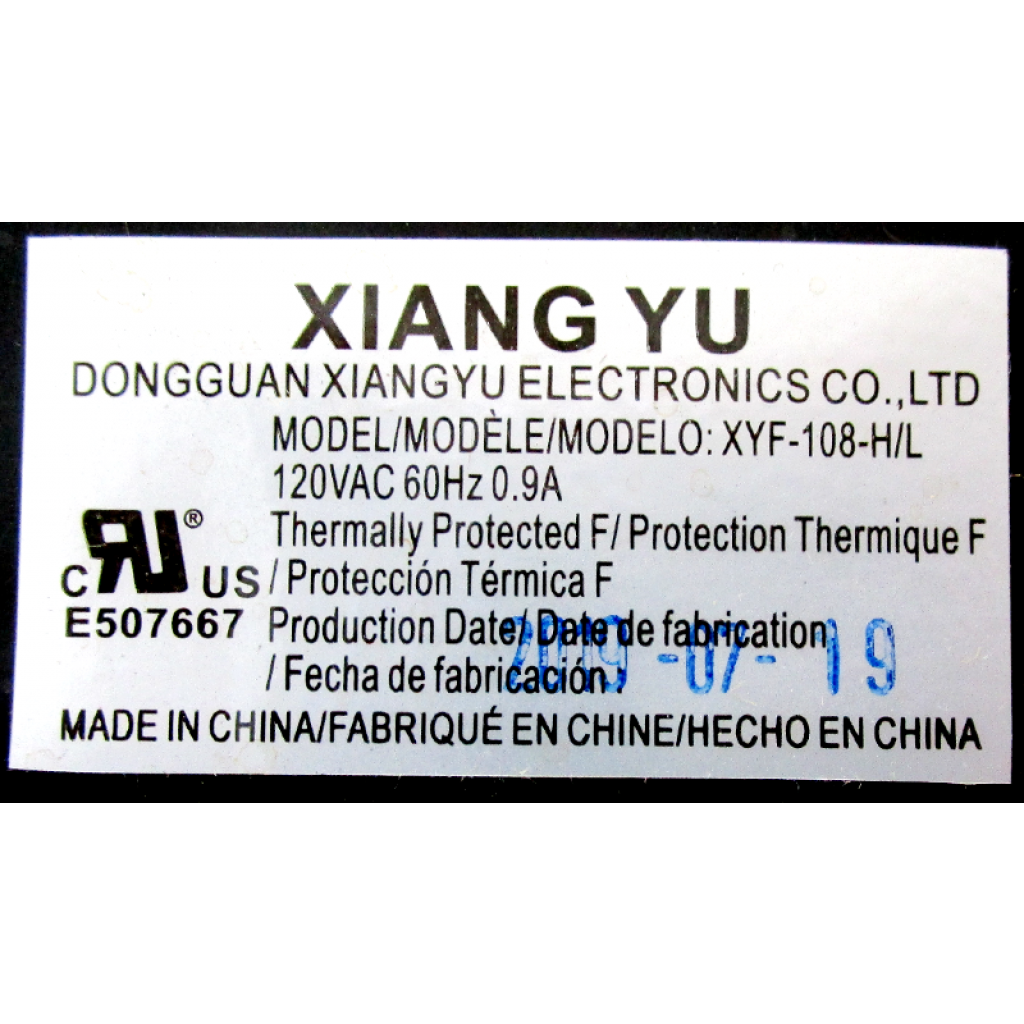 XIANG YU
DONGGUAN XIANGYU ELECTRONICS CO.,LTD
MODEL/MODÈLE/MODELO: XYF-108-H/L
120VAC 60Hz 0.9A
Thermally Protected F/ Protection Thermique F
/ Protección Térmica F
C RU ® US
E507667
Production Date/ Date de fabrication
/ Fecha de fabricación:
2019-07-19
MADE IN CHINA/FABRIQUÉ EN CHINE/HECHO EN CHINA